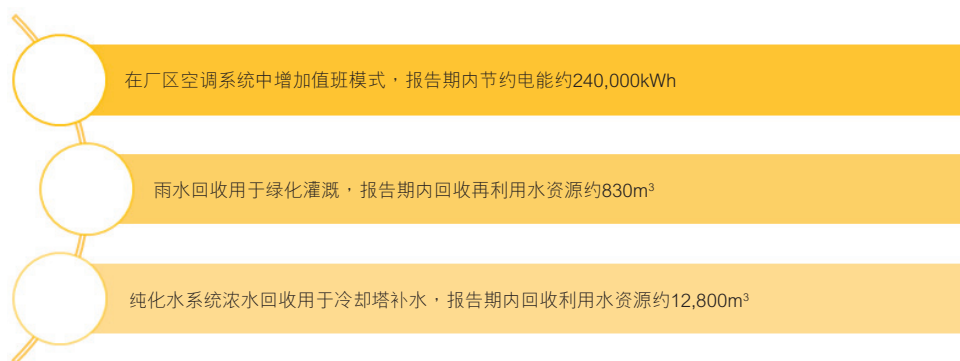 在厂区空调系统中增加值班模式，报告期内节约电能约240,000kWh
雨水回收用于绿化灌溉，报告期内回收再利用水资源约830m³
纯化水系统浓水回收用于冷却塔补水，报告期内回收利用水资源约12,800m³